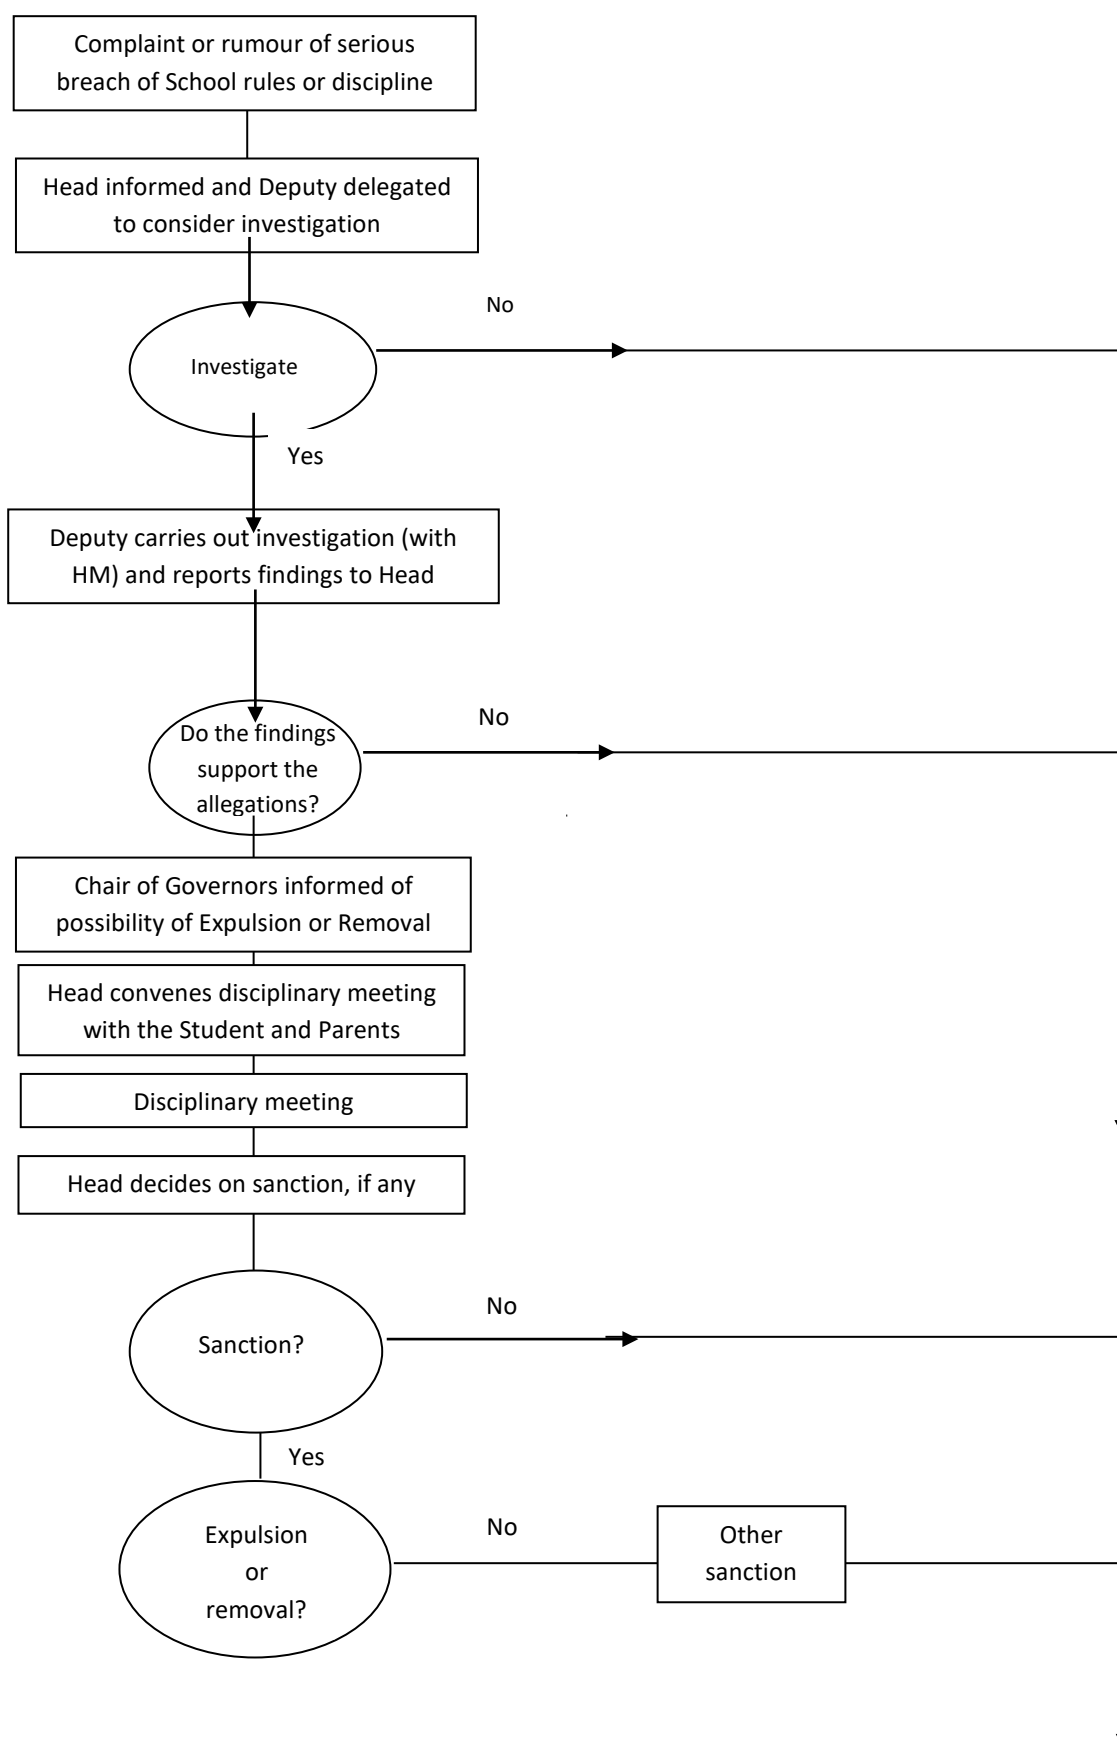 Complaint or rumour of serious
breach of School rules or discipline
Head informed and Deputy delegated
to consider investigation
No
Investigate
Yes
Deputy carries out investigation (with
HM) and reports findings to Head
No
Do the findings
support the
allegations?
Chair of Governors informed of
possibility of Expulsion or Removal
Head convenes disciplinary meeting
with the Student and Parents
Disciplinary meeting
Head decides on sanction, if any
No
Sanction?
Yes
Expulsion
or
removal?
No
Other
sanction